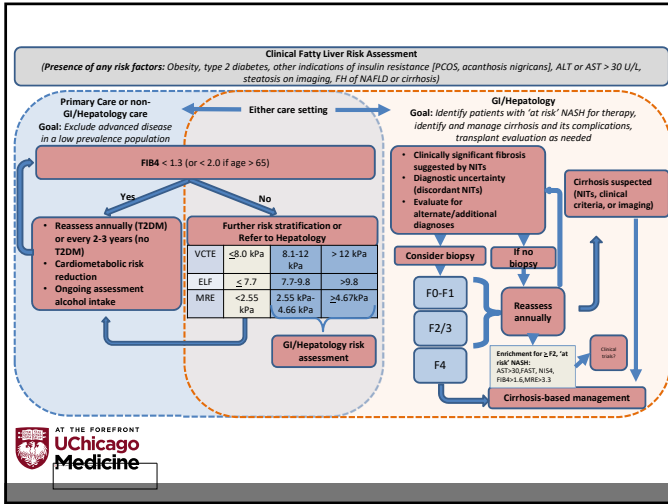 Clinical Fatty Liver Risk Assessment
(Presence of any risk factors: Obesity, type 2 diabetes, other indications of insulin resistance [PCOS, acanthosis nigricans], ALT or AST > 30 U/L,
steatosis on imaging, FH of NAFLD or cirrhosis)
Primary Care or non-
GI/Hepatology care
Goal: Exclude advanced disease
in a low prevalence population
Either care setting
GI/Hepatology
Goal: Identify patients with ‘at risk’ NASH for therapy,
identify and manage cirrhosis and its complications,
transplant evaluation as needed
FIB4 < 1.3 (or < 2.0 if age > 65)
Yes
No
• Reassess annually (T2DM)
or every 2-3 years (no
T2DM)
• Cardiometabolic risk
reduction
• Ongoing assessment
alcohol intake
Further risk stratification or
Refer to Hepatology
VCTE ≤8.0 kPa 8.1-12 kPa > 12 kPa
ELF ≤ 7.7 7.7-9.8 >9.8
MRE <2.55 kPa 2.55 kPa-4.66 kPa ≥4.67kPa
GI/Hepatology risk
assessment
• Clinically significant fibrosis
suggested by NITs
• Diagnostic uncertainty
(discordant NITs)
• Evaluate for
alternate/additional
diagnoses
Cirrhosis suspected
(NITs, clinical
criteria, or imaging)
Consider biopsy
If no
biopsy
F0-F1
F2/3
F4
Reassess
annually
Enrichment for ≥ F2, ‘at
risk’ NASH:
AST>30,FAST, NIS4,
FIB4>1.6,MRE>3.3
Clinical
trials?
Cirrhosis-based management
AT THE FOREFRONT
UChicago
Medicine